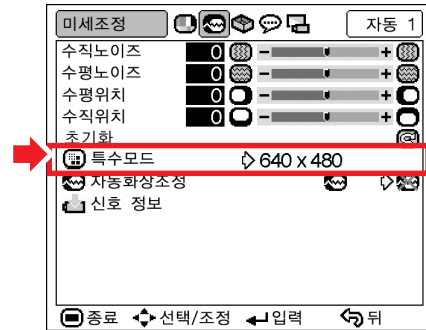 미세조정 자동 1
수직노이즈 0 - +
수평노이즈 0 - +
수평위치 0 - +
수직위치 0 - +
초기화
특수모드 640 x 480
자동화상조정
신호 정보
종료 선택/조정 입력 뒤